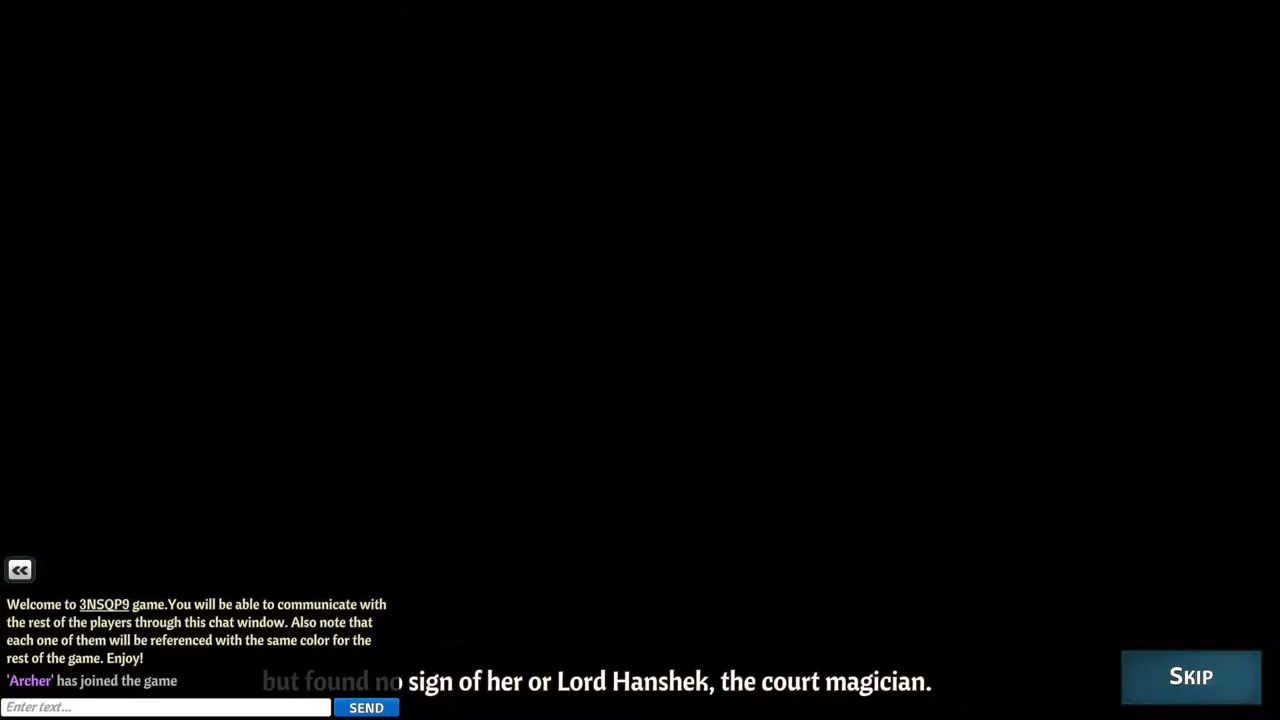 Welcome to 3NSQP9 game.You will be able to communicate with
the rest of the players through this chat window. Also note that
each one of them will be referenced with the same color for the
rest of the game. Enjoy!
'Archer' has joined the game
but found no sign of her or Lord Hanshek, the court magician.
SKIP
Enter text...
SEND